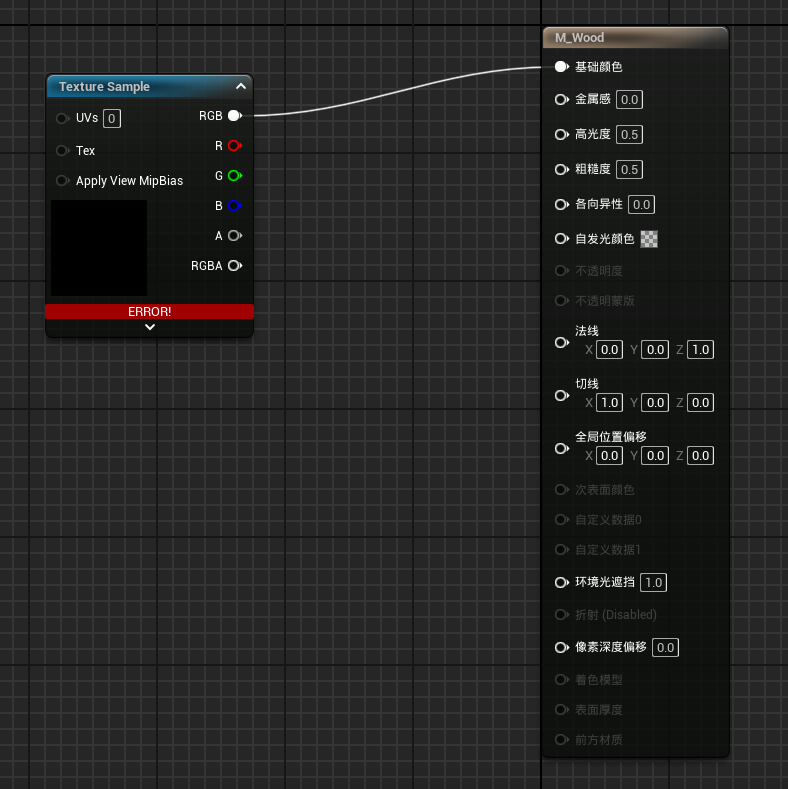 Texture Sample
UVs 0
RGB
R
Tex
G
Apply View MipBias
B
A
RGBA
ERROR!
M_Wood
基础颜色
金属感 0.0
高光度 0.5
粗糙度 0.5
各向异性 0.0
自发光颜色
不透明度
不透明蒙版
法线
X 0.0 Y 0.0 Z 1.0
切线
X 1.0 Y 0.0 Z 0.0
全局位置偏移
X 0.0 Y 0.0 Z 0.0
次表面颜色
自定义数据0
自定义数据1
环境光遮挡 1.0
折射 (Disabled)
像素深度偏移 0.0
着色模型
表面厚度
前方材质